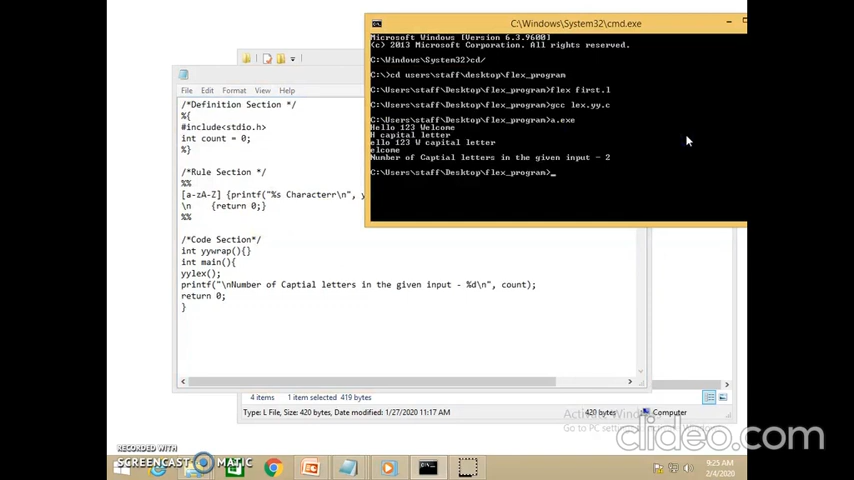 C:\Windows\System32\cmd.exe
Microsoft Windows [Version 6.3.9600]
(c) 2013 Microsoft Corporation. All rights reserved.
C:\Windows\System32>cd/
C:\>cd users\staff\desktop\flex_program
C:\Users\staff\Desktop\flex_program>flex first.l
C:\Users\staff\Desktop\flex_program>gcc lex.yy.c
C:\Users\staff\Desktop\flex_program>a.exe
Hello 123 Welcome
H capital letter
ello 123 W capital letter
elcome
Number of Captial letters in the given input - 2
C:\Users\staff\Desktop\flex_program>_
File Edit Format View Help
/*Definition Section */
%{
#include<stdio.h>
int count = 0;
%}
/*Rule Section*/
%%
[a-zA-Z] {printf("%s Characterr\n", y
\n {return 0;}
%%
/*Code Section*/
int yywrap(){}
int main(){
yylex();
printf("\nNumber of Captial letters in the given input - %d\n", count);
return 0;
}
4 items 1 item selected 419 bytes
Type: L File, Size: 420 bytes, Date modified: 1/27/2020 11:17 AM 420 bytes Computer
Go to PC
clideo.com
RECORDED WITH
SCREENCAST MATIC
9:25 AM
2/4/2020